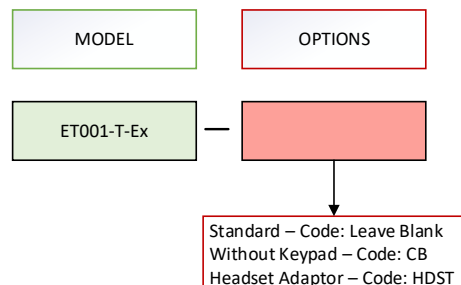 MODEL
OPTIONS
ET001-T-Ex
Standard – Code: Leave Blank
Without Keypad – Code: CB
Headset Adaptor – Code: HDST